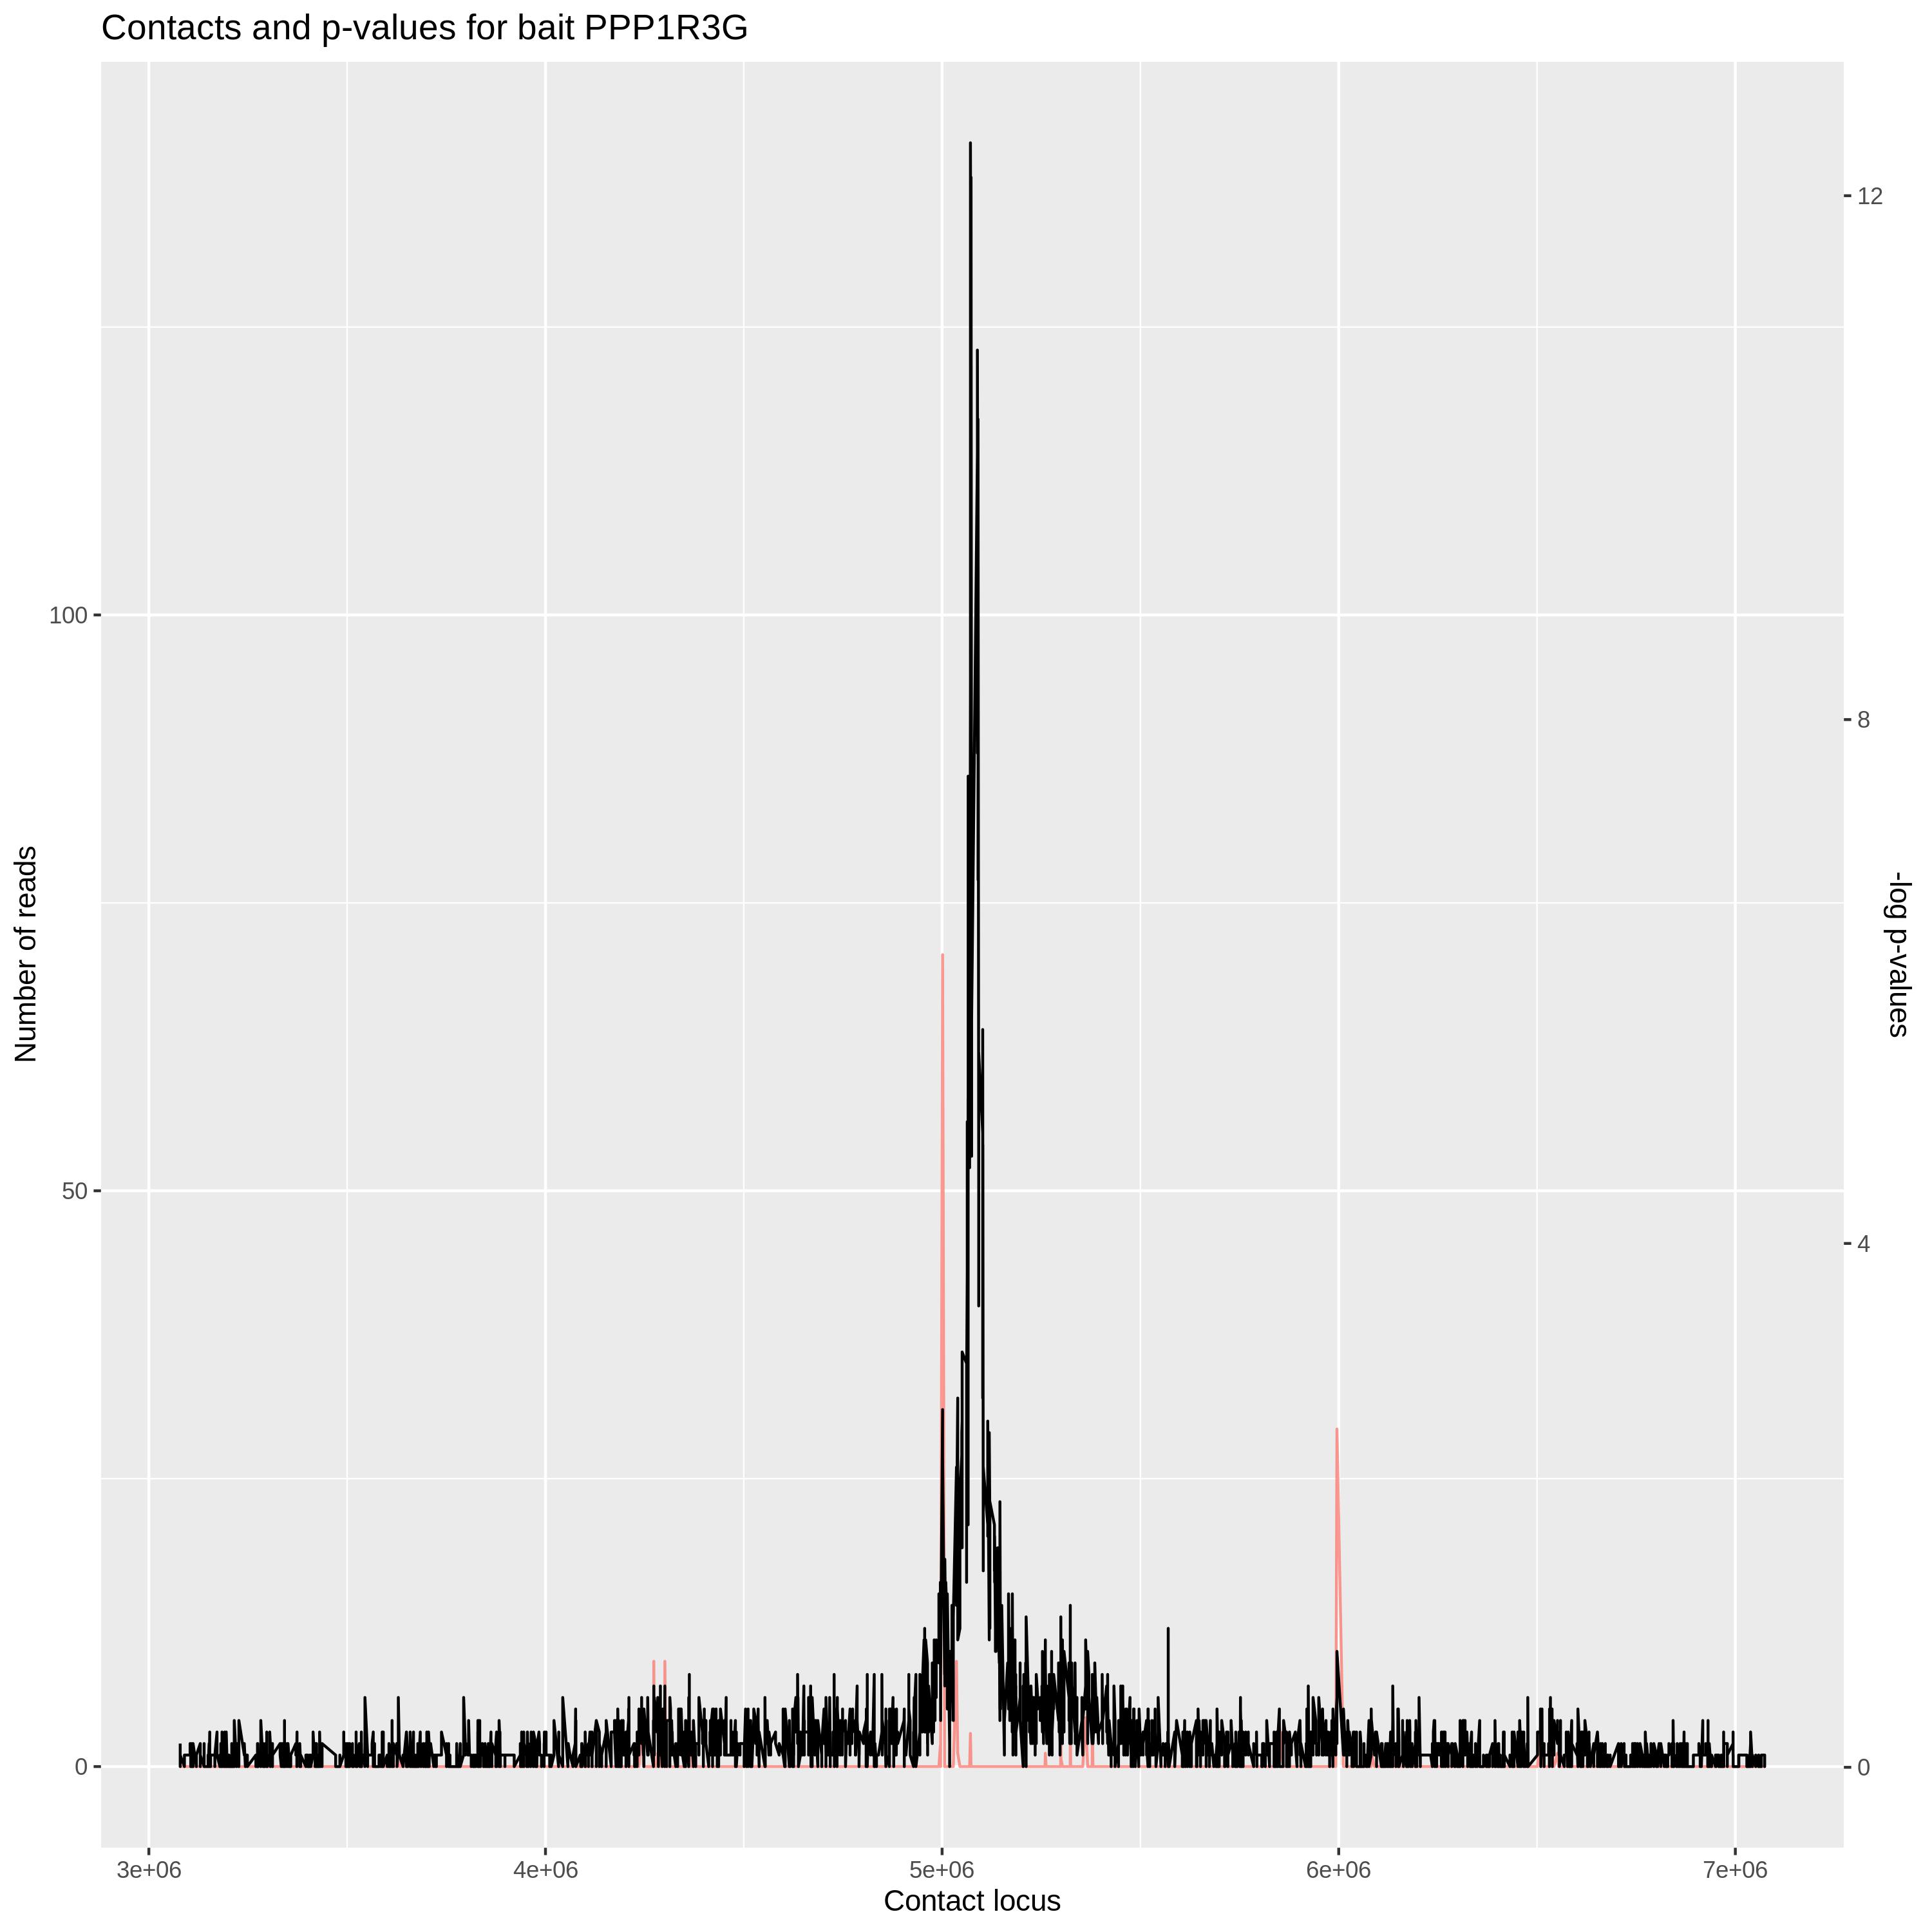 Contacts and p-values for bait PPP1R3G
Number of reads
100
50
0
12
8
4
0
-log p-values
3e+06
4e+06
5e+06
6e+06
7e+06
Contact locus